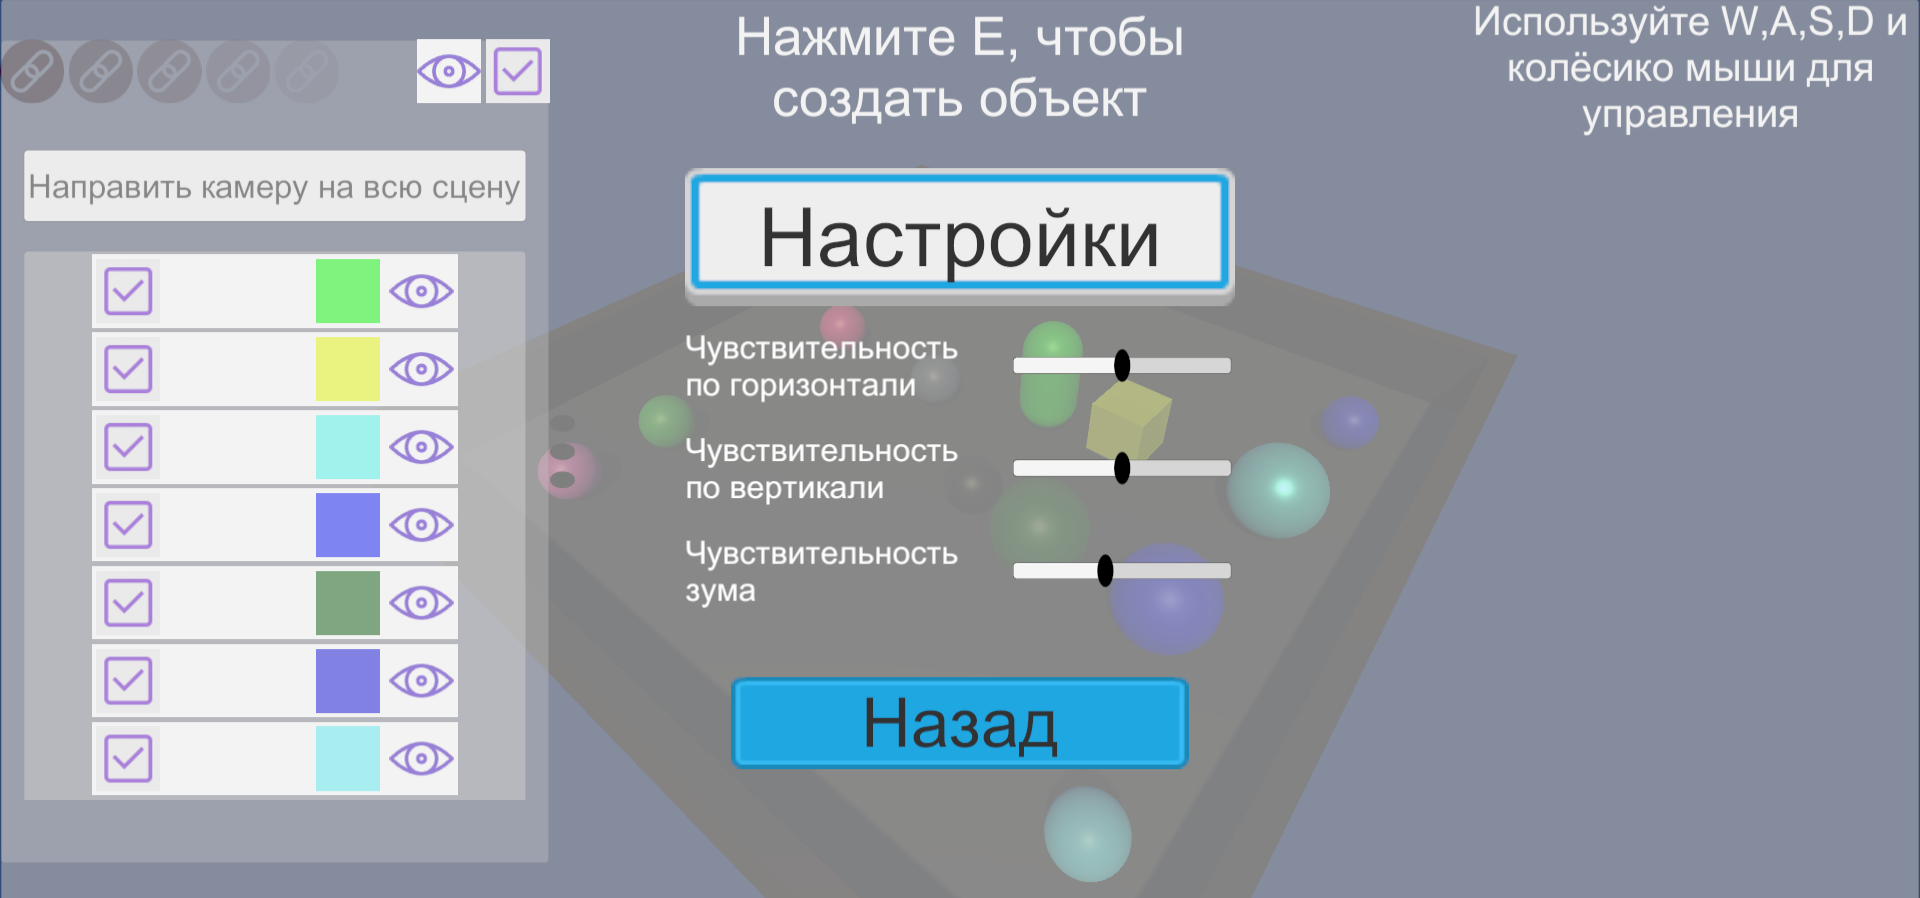 Нажмите E, чтобы
создать объект
Используйте W,A,S,D и
колёсико мыши для
управления
Направить камеру на всю сцену
Настройки
Чувствительность
по горизонтали
Чувствительность
по вертикали
Чувствительность
зума
Назад